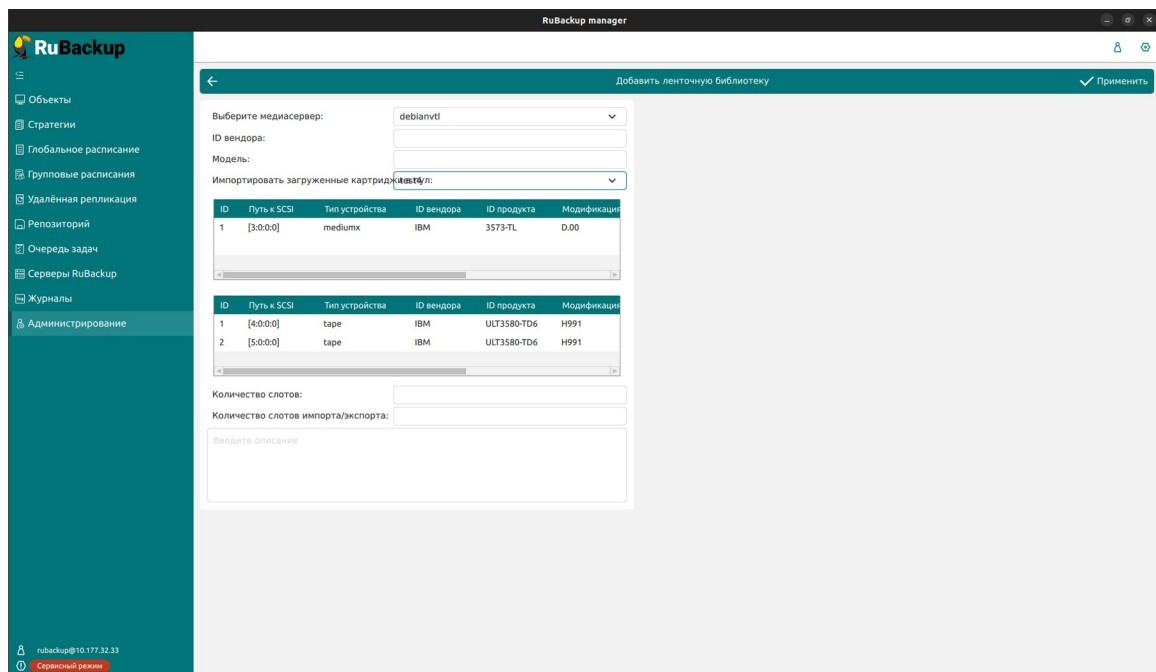 RuBackup manager
RuBackup
Объекты
Стратегии
Глобальное расписание
Групповые расписания
Удалённая репликация
Репозиторий
Очередь задач
Серверы RuBackup
Журналы
Администрирование
rubackup@10.177.32.33
Сервисный режим
Добавить ленточную библиотеку
Применить
Выберите медиасервер: debianvtl
ID вендора:
Модель:
Импортировать загруженные картриджи в пул: test4
ID Путь к SCSI Тип устройства ID вендора ID продукта Модификация
1 [3:0:0:0] mediumx IBM 3573-TL D.00
ID Путь к SCSI Тип устройства ID вендора ID продукта Модификация
1 [4:0:0:0] tape IBM ULT3580-TD6 H991
2 [5:0:0:0] tape IBM ULT3580-TD6 H991
Количество слотов:
Количество слотов импорта/экспорта:
Введите описание